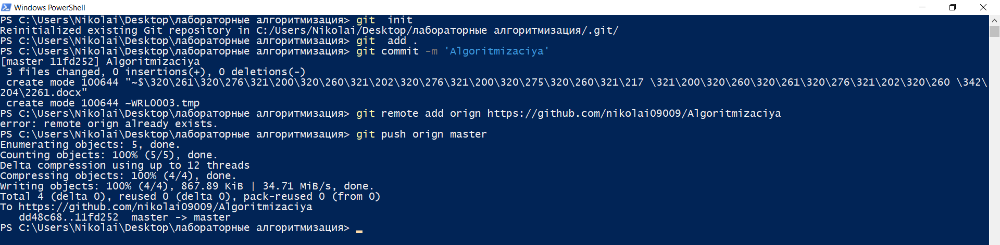 Windows PowerShell
PS C:\Users\Nikolai\Desktop\лабораторные алгоритмизация> git  init
Reinitialized existing Git repository in C:/Users/Nikolai/Desktop/лабораторные алгоритмизация/.git/
PS C:\Users\Nikolai\Desktop\лабораторные алгоритмизация> git  add .
PS C:\Users\Nikolai\Desktop\лабораторные алгоритмизация> git commit -m 'Algoritmizaciya'
[master 11fd252] Algoritmizaciya
 3 files changed, 0 insertions(+), 0 deletions(-)
 create mode 100644 "~$\320\261\320\276\321\200\320\260\321\202\320\276\321\200\320\275\320\260\321\217 \321\200\320\260\320\261\320\276\321\202\320\260 \342\
204\2261.docx"
 create mode 100644 ~WRL0003.tmp
PS C:\Users\Nikolai\Desktop\лабораторные алгоритмизация> git remote add orign https://github.com/nikolai09009/Algoritmizaciya
error: remote orign already exists.
PS C:\Users\Nikolai\Desktop\лабораторные алгоритмизация> git push orign master
Enumerating objects: 5, done.
Counting objects: 100% (5/5), done.
Delta compression using up to 12 threads
Compressing objects: 100% (4/4), done.
Writing objects: 100% (4/4), 867.89 KiB | 34.71 MiB/s, done.
Total 4 (delta 0), reused 0 (delta 0), pack-reused 0 (from 0)
To https://github.com/nikolai09009/Algoritmizaciya
   dd48c68..11fd252  master -> master
PS C:\Users\Nikolai\Desktop\лабораторные алгоритмизация>